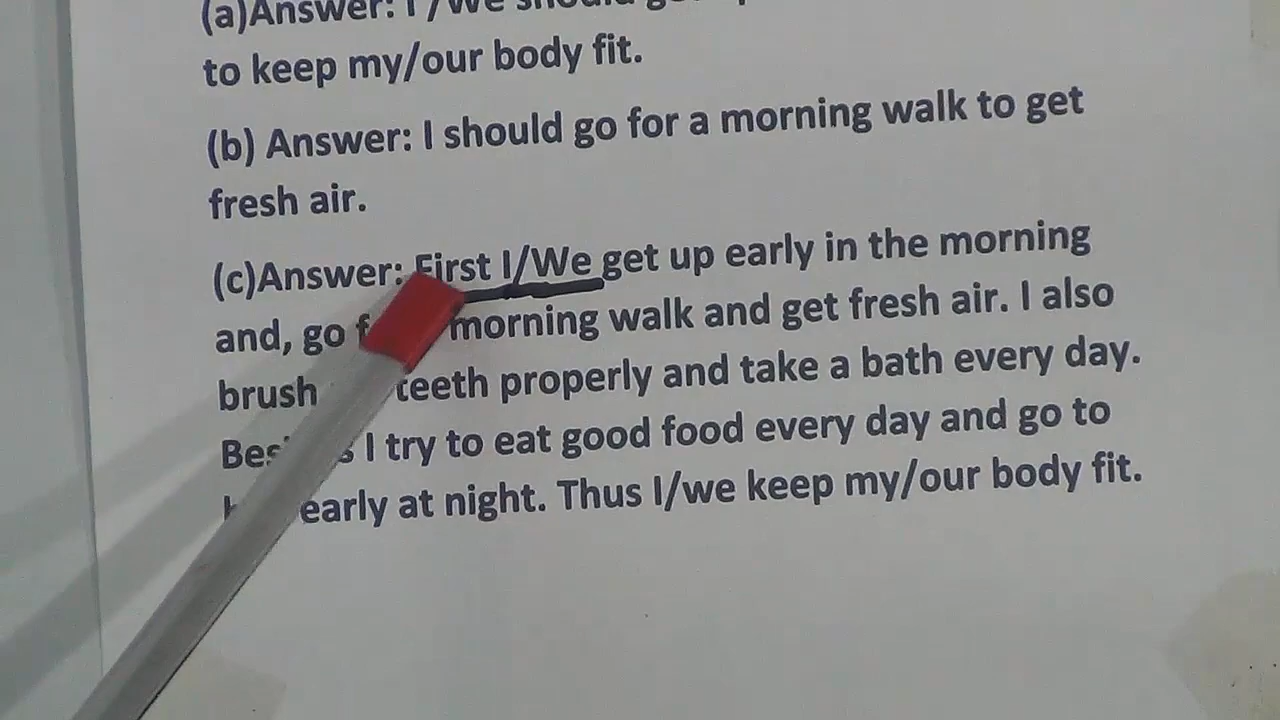 (a)Answer: I /We should
to keep my/our body fit.
(b) Answer: I should go for a morning walk to get
fresh air.
(c)Answer: First I/We get up early in the morning
and, go morning walk and get fresh air. I also
brush teeth properly and take a bath every day.
I try to eat good food every day and go to
early at night. Thus I/we keep my/our body fit.